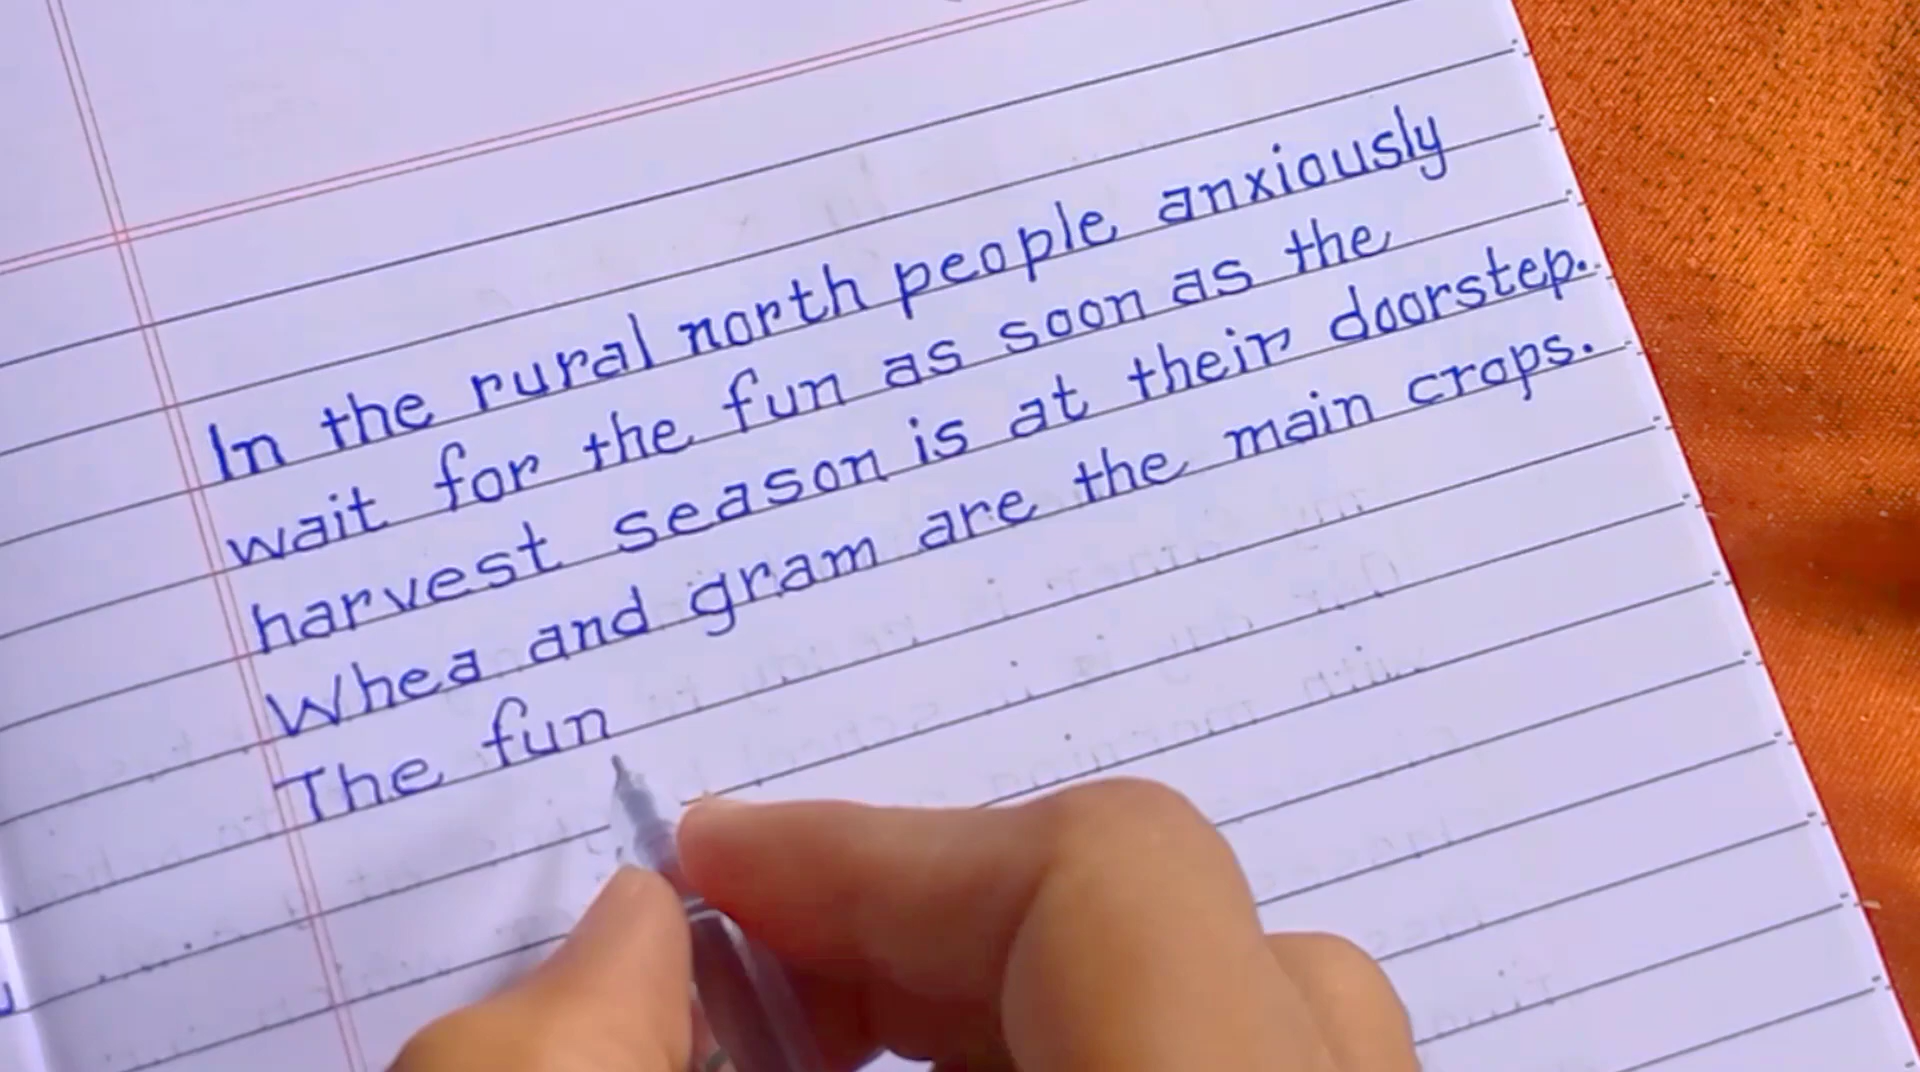 In the rural north people anxiously
wait for the fun as soon as the
harvest season is at their doorstep.
Whea and gram are the main crops.
The fun